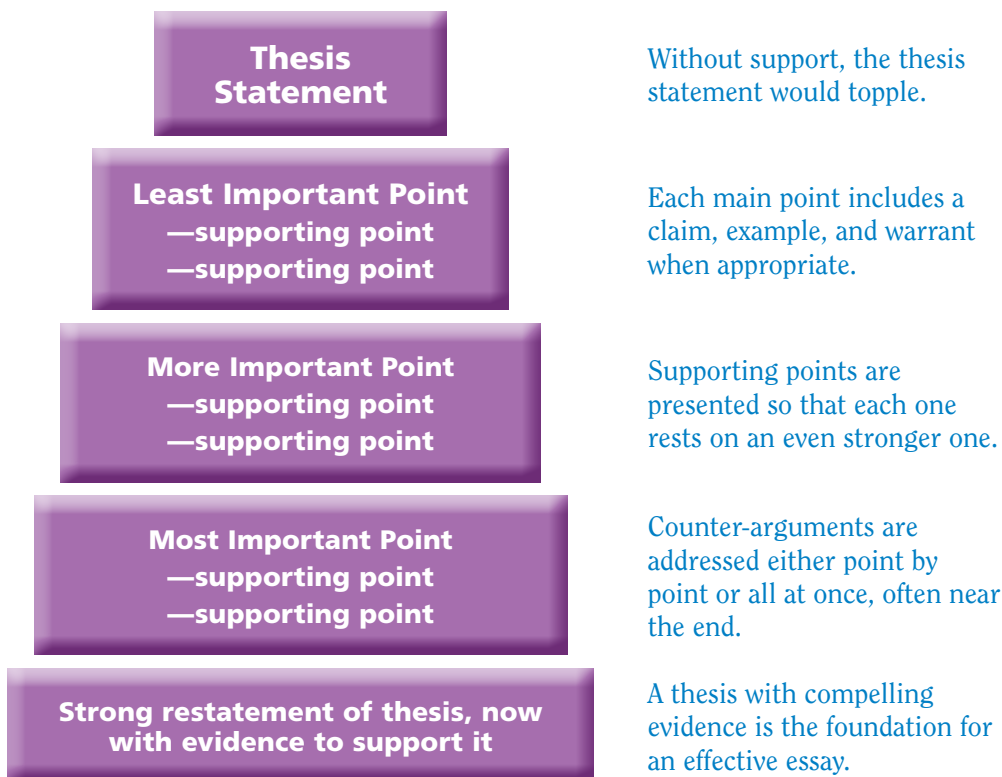 Thesis
Statement
Without support, the thesis
statement would topple.
Least Important Point
—supporting point
—supporting point
Each main point includes a
claim, example, and warrant
when appropriate.
More Important Point
—supporting point
—supporting point
Supporting points are
presented so that each one
rests on an even stronger one.
Most Important Point
—supporting point
—supporting point
Counter-arguments are
addressed either point by
point or all at once, often near
the end.
Strong restatement of thesis, now
with evidence to support it
A thesis with compelling
evidence is the foundation for
an effective essay.